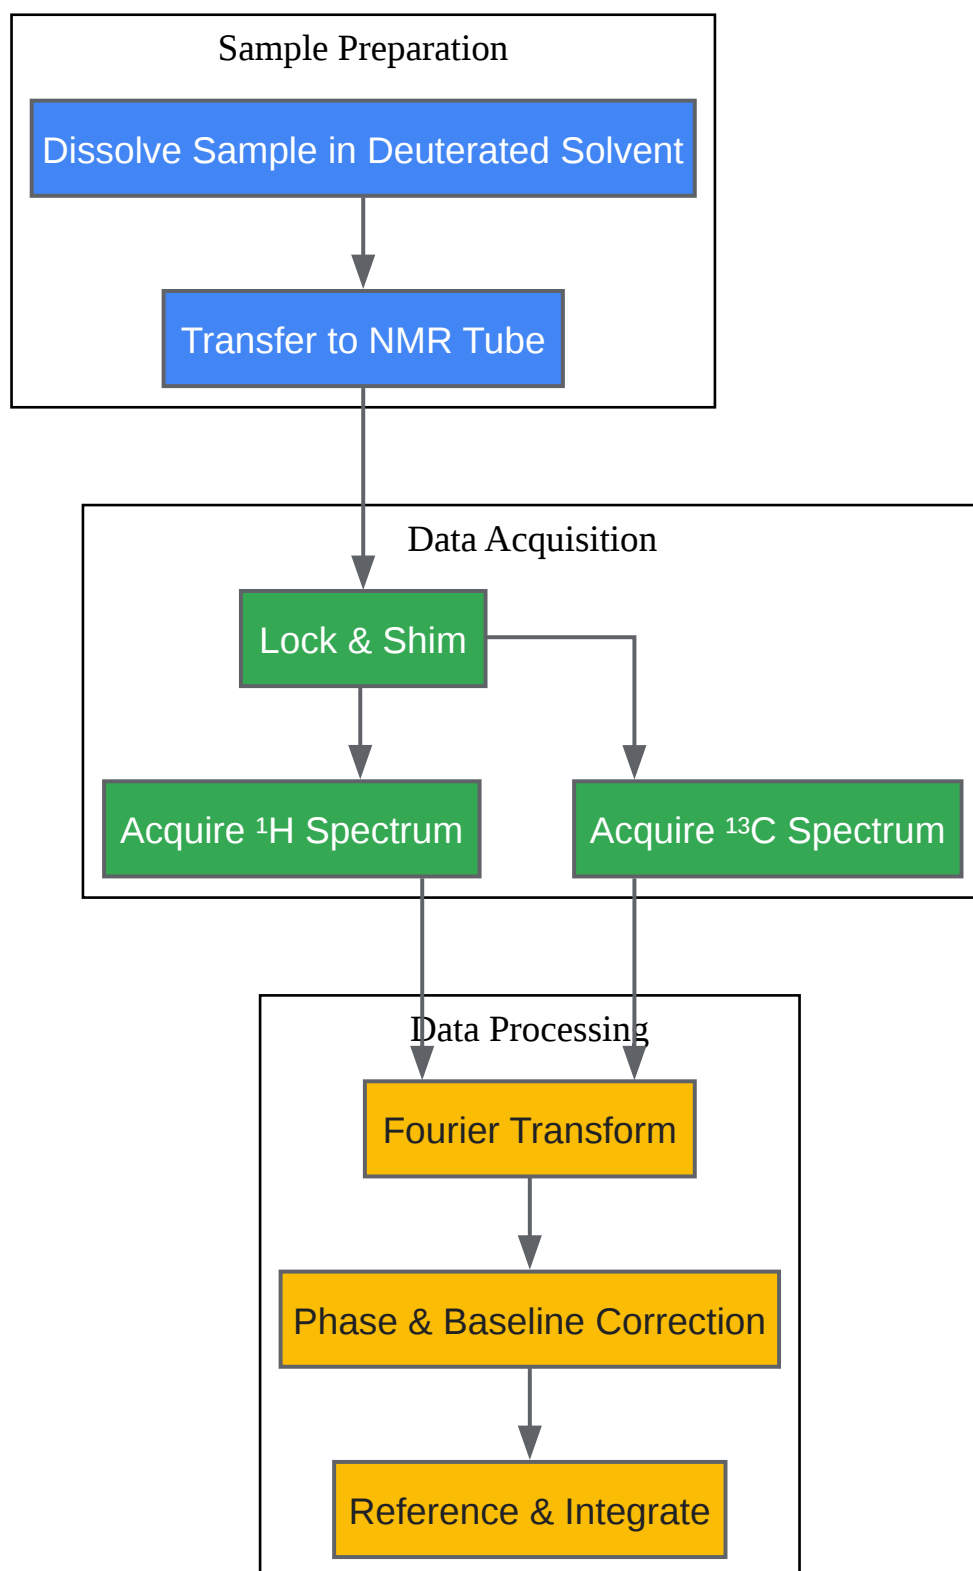 Sample Preparation
Dissolve Sample in Deuterated Solvent
Transfer to NMR Tube
Data Acquisition
Lock & Shim
Acquire ¹H Spectrum
Acquire ¹³C Spectrum
Data Processing
Fourier Transform
Phase & Baseline Correction
Reference & Integrate